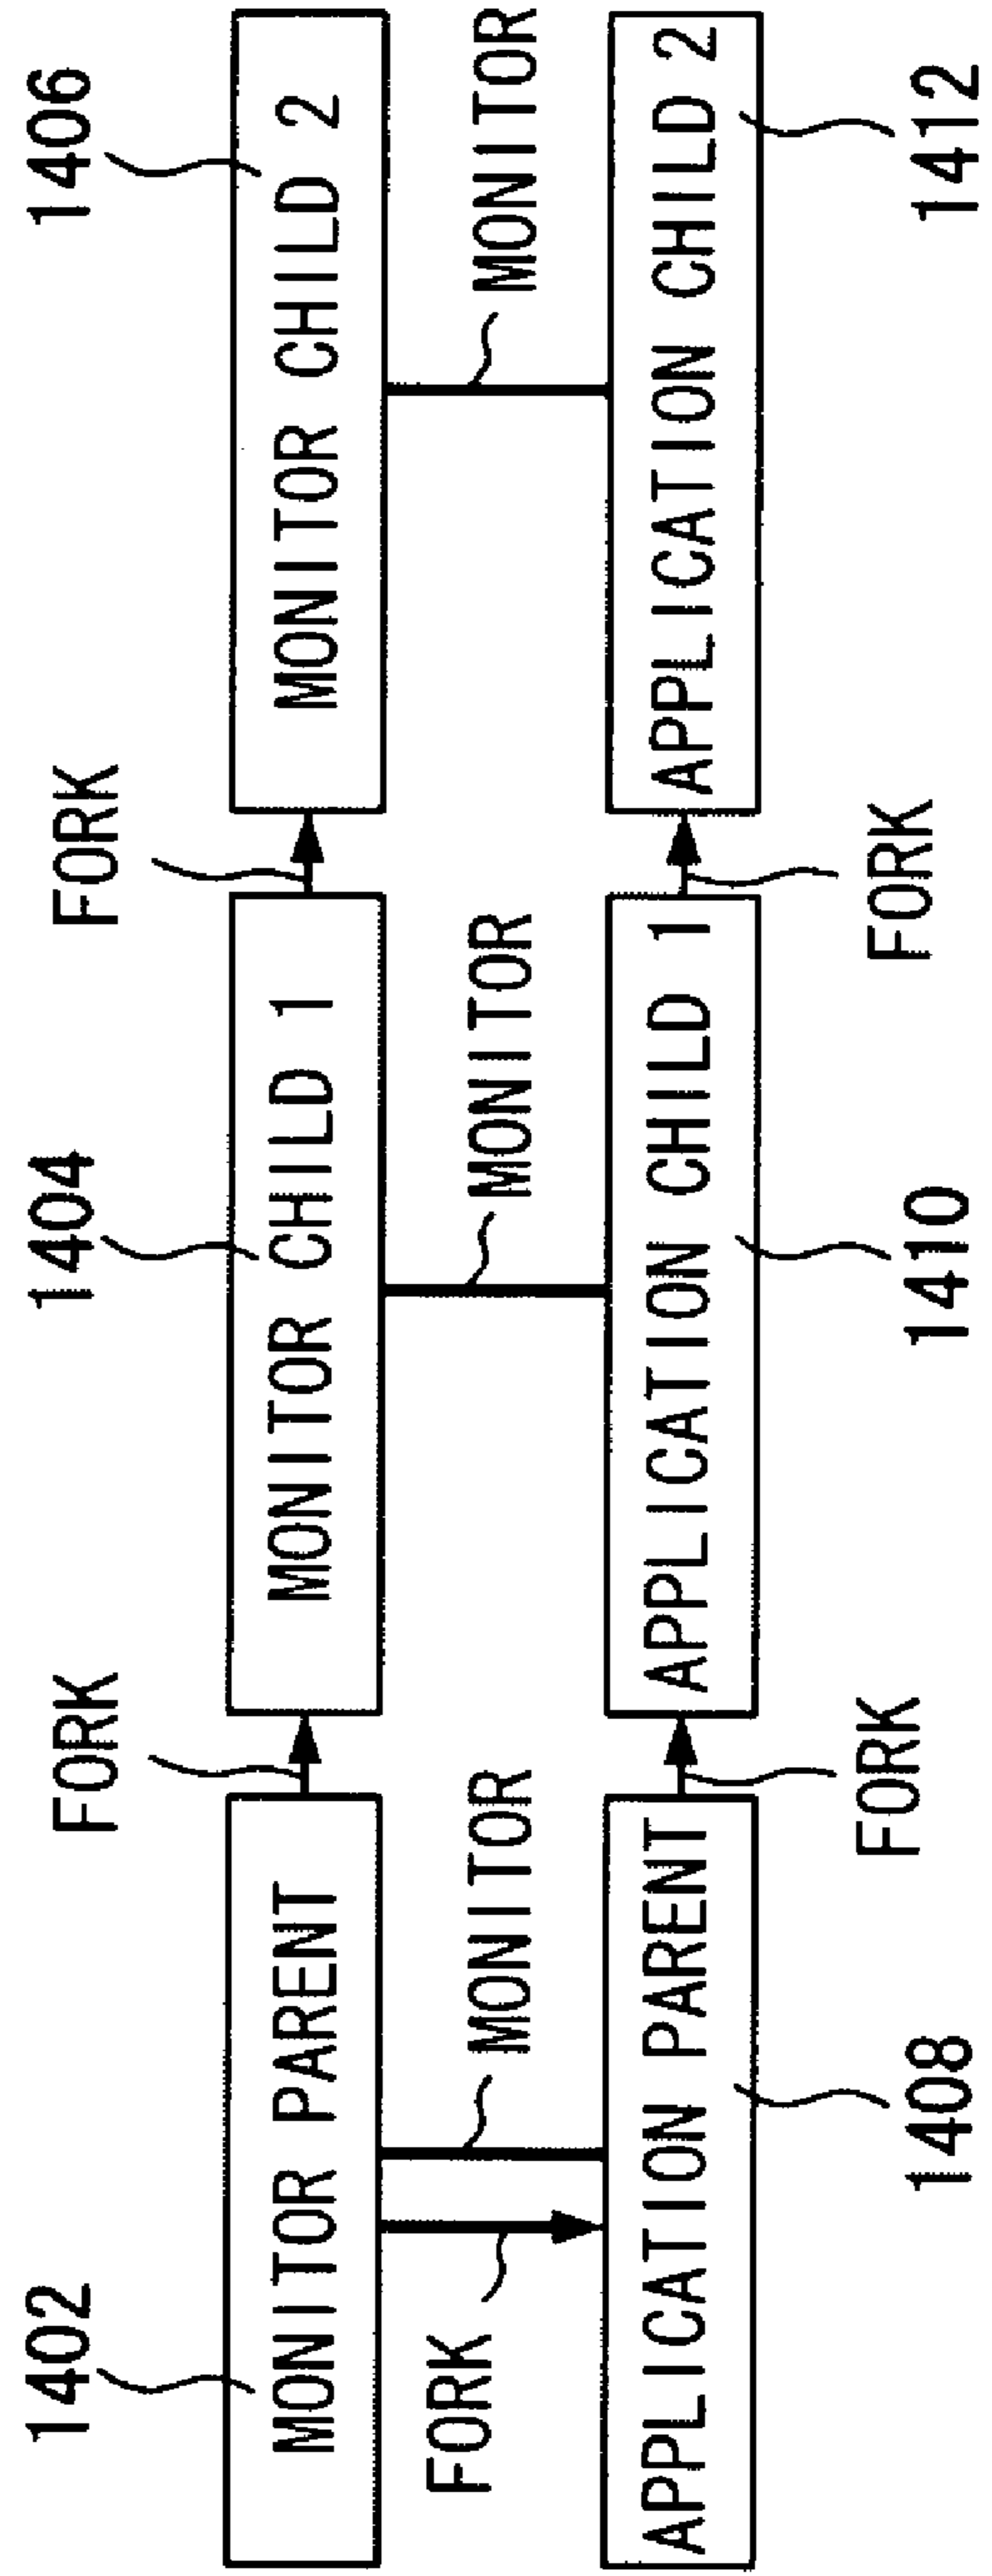 1402
1404
1406
FORK
FORK
MONITOR PARENT
MONITOR CHILD 1
MONITOR CHILD 2
FORK
MONITOR
MONITOR
MONITOR
APPLICATION PARENT
APPLICATION CHILD 1
APPLICATION CHILD 2
FORK
FORK
1408
1410
1412